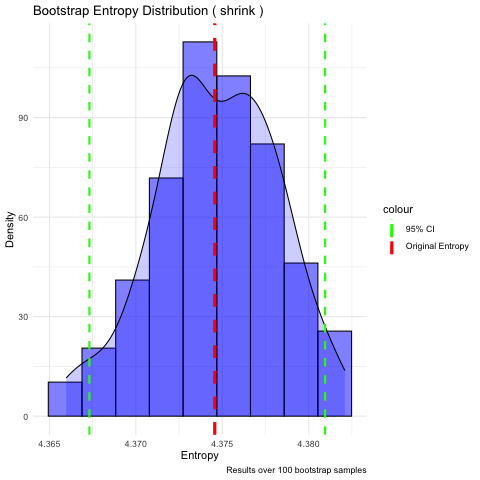 Bootstrap Entropy Distribution ( shrink )
90
60
30
0
Density
4.365
4.370
4.375
4.380
Entropy
colour
95% CI
Original Entropy
Results over 100 bootstrap samples